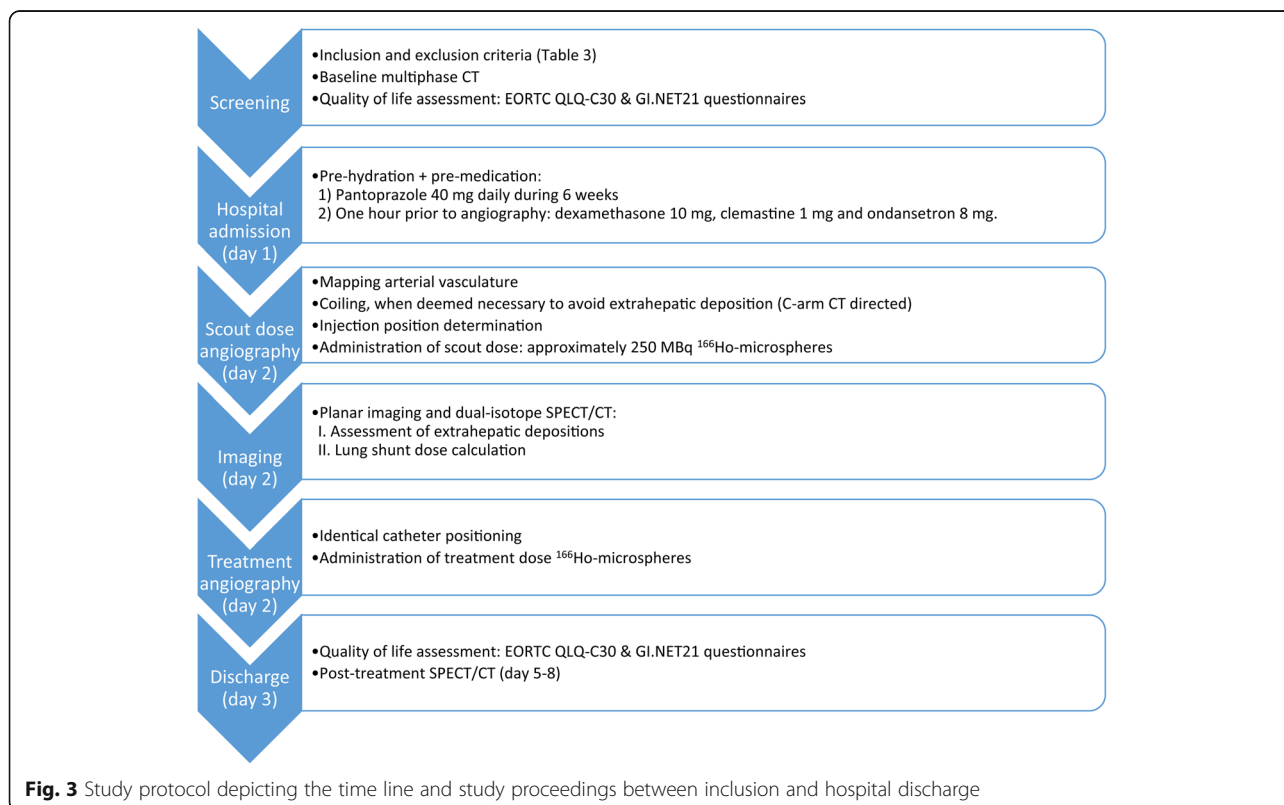 Screening
•Inclusion and exclusion criteria (Table 3)
•Baseline multiphase CT
•Quality of life assessment: EORTC QLQ-C30 & GI.NET21 questionnaires
Hospital
admission
(day 1)
•Pre-hydration + pre-medication:
1) Pantoprazole 40 mg daily during 6 weeks
2) One hour prior to angiography: dexamethasone 10 mg, clemastine 1 mg and ondansetron 8 mg.
Scout dose
angiography
(day 2)
•Mapping arterial vasculature
•Coiling, when deemed necessary to avoid extrahepatic deposition (C-arm CT directed)
•Injection position determination
•Administration of scout dose: approximately 250 MBq ¹⁶⁶Ho-microspheres
Imaging
(day 2)
•Planar imaging and dual-isotope SPECT/CT:
I. Assessment of extrahepatic depositions
II. Lung shunt dose calculation
Treatment
angiography
(day 2)
•Identical catheter positioning
•Administration of treatment dose ¹⁶⁶Ho-microspheres
Discharge
(day 3)
•Quality of life assessment: EORTC QLQ-C30 & GI.NET21 questionnaires
•Post-treatment SPECT/CT (day 5-8)
Fig. 3 Study protocol depicting the time line and study proceedings between inclusion and hospital discharge